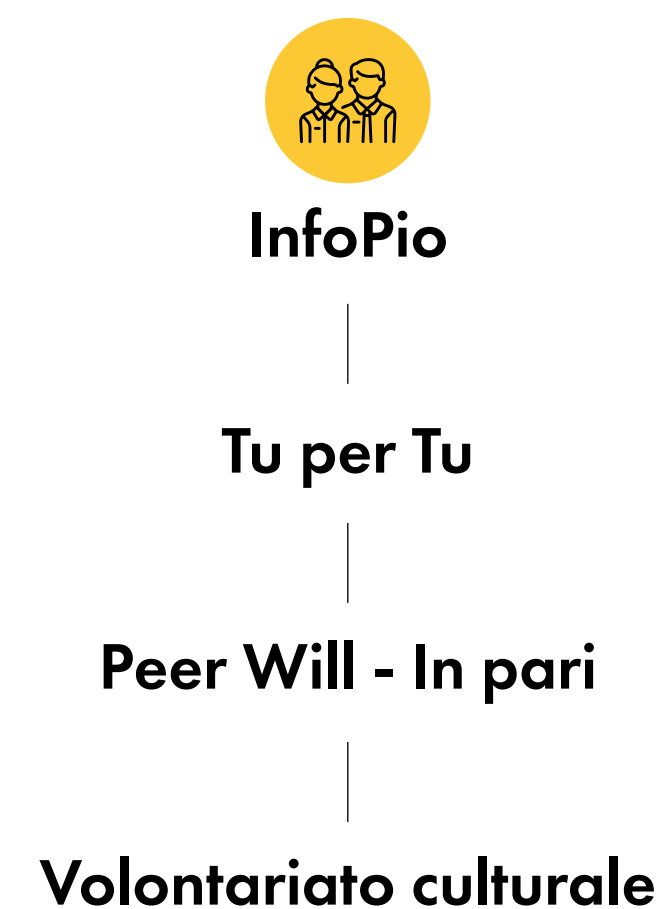 InfoPio
Tu per Tu
Peer Will - In pari
Volontariato culturale